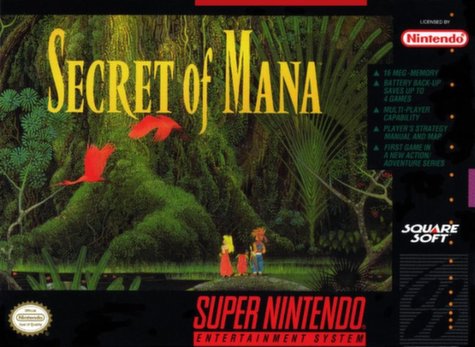 LICENSED BY
Nintendo
SECRET OF MANA
▲ 16 MEG-MEMORY
▲ BATTERY BACK-UP
SAVES UP TO
4 GAMES
▲ MULTI-PLAYER
CAPABILITY
▲ PLAYER'S STRATEGY
MANUAL AND MAP
▲ FIRST GAME IN
A NEW ACTION/
ADVENTURE SERIES
SQUARE
SOFT
Nintendo
SUPER NINTENDO
ENTERTAINMENT SYSTEM